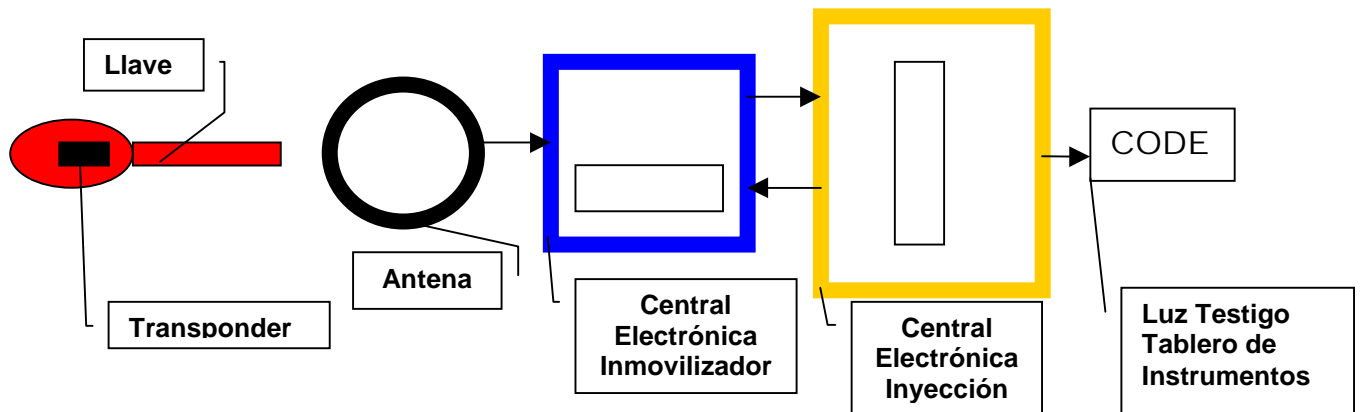 Llave
CODE
Antena
Transponder
Central
Electrónica
Inmovilizador
Central
Electrónica
Inyección
Luz Testigo
Tablero de
Instrumentos